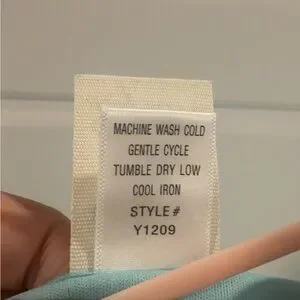 MACHINE WASH COLD
GENTLE CYCLE
TUMBLE DRY LOW
COOL IRON
STYLE#
Y1209